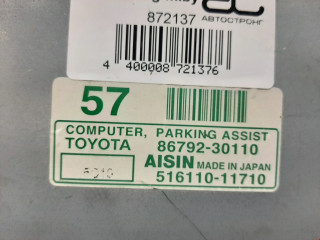 872137
АВТОСТРОНГ
4 400008 721376
57
COMPUTER, PARKING ASSIST
TOYOTA 86792-30110
AISIN MADE IN JAPAN
516110-11710